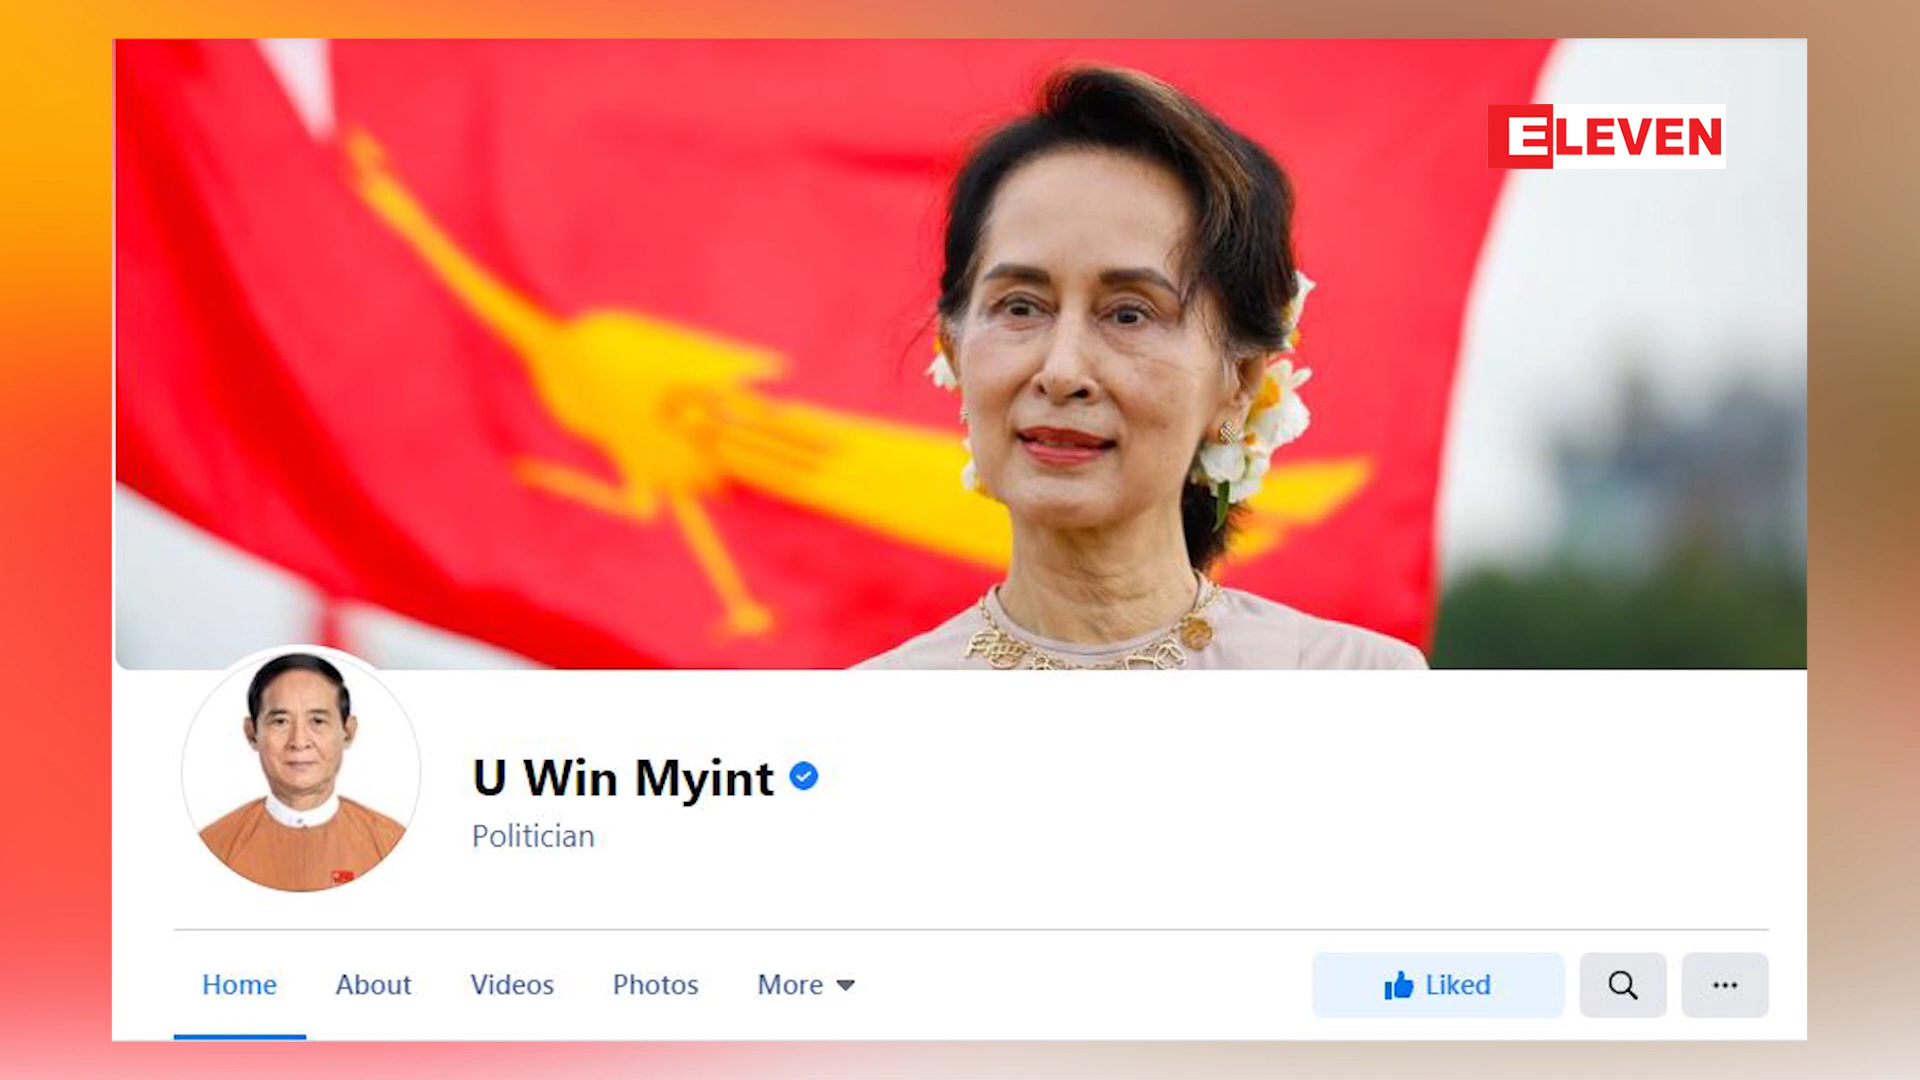 ELEVEN
U Win Myint
Politician
Home About Videos Photos More
Liked